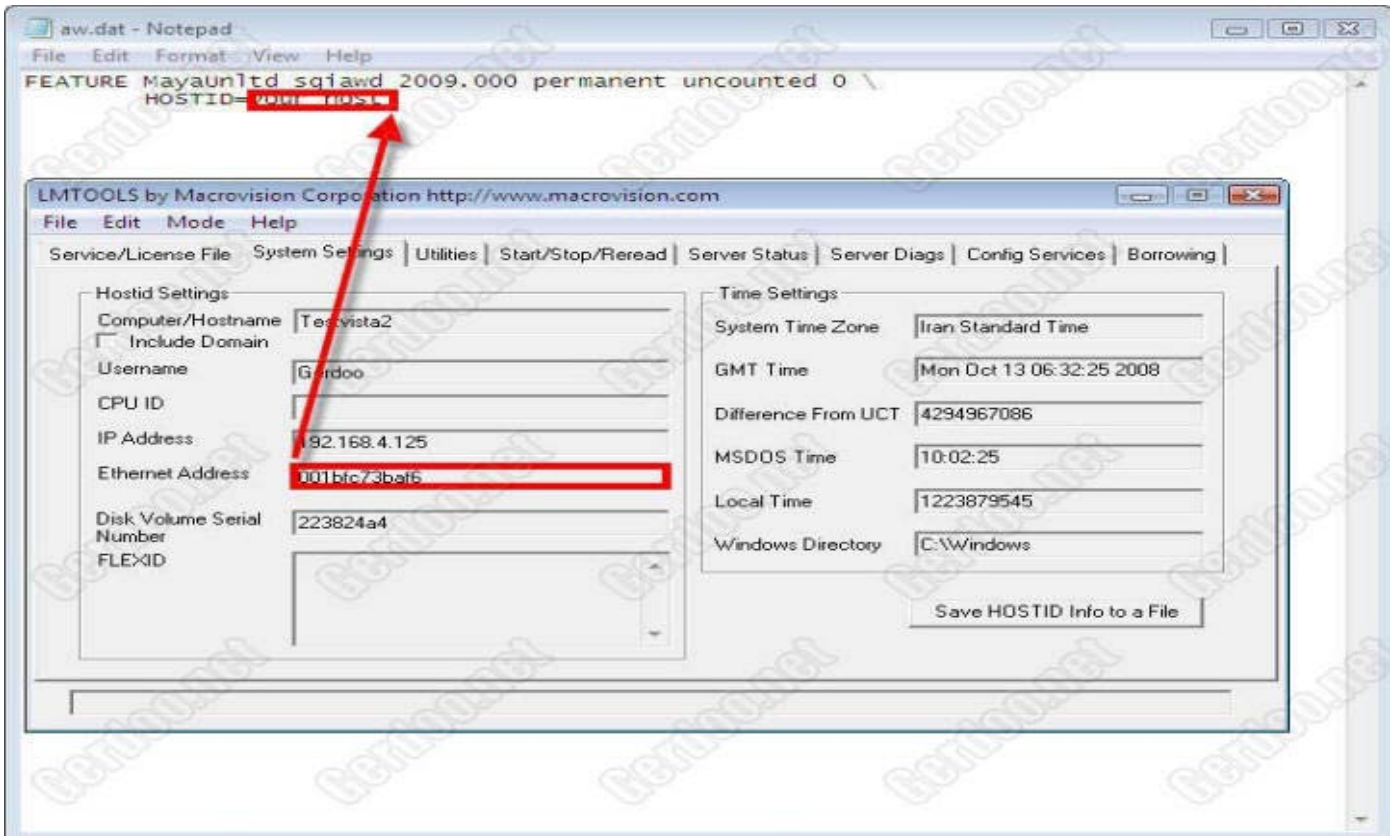 aw.dat - Notepad
File Edit Format View Help
FEATURE MayaUnltd sgiawd 2009.000 permanent uncounted 0 \
HOSTID=your host
LMTOOLS by Macrovision Corporation http://www.macrovision.com
File Edit Mode Help
Service/License File System Settings Utilities Start/Stop/Reread Server Status Server Diags Config Services Borrowing
Hostid Settings
Computer/Hostname Testvista2
Include Domain
Username Gerdoo
CPU ID
IP Address 192.168.4.125
Ethernet Address 001bfc73baf6
Disk Volume Serial Number 223824a4
FLEXID
Time Settings
System Time Zone Iran Standard Time
GMT Time Mon Oct 13 06:32:25 2008
Difference From UCT 4294967086
MSDOS Time 10:02:25
Local Time 1223879545
Windows Directory C:\Windows
Save HOSTID Info to a File
Gerdoo.net